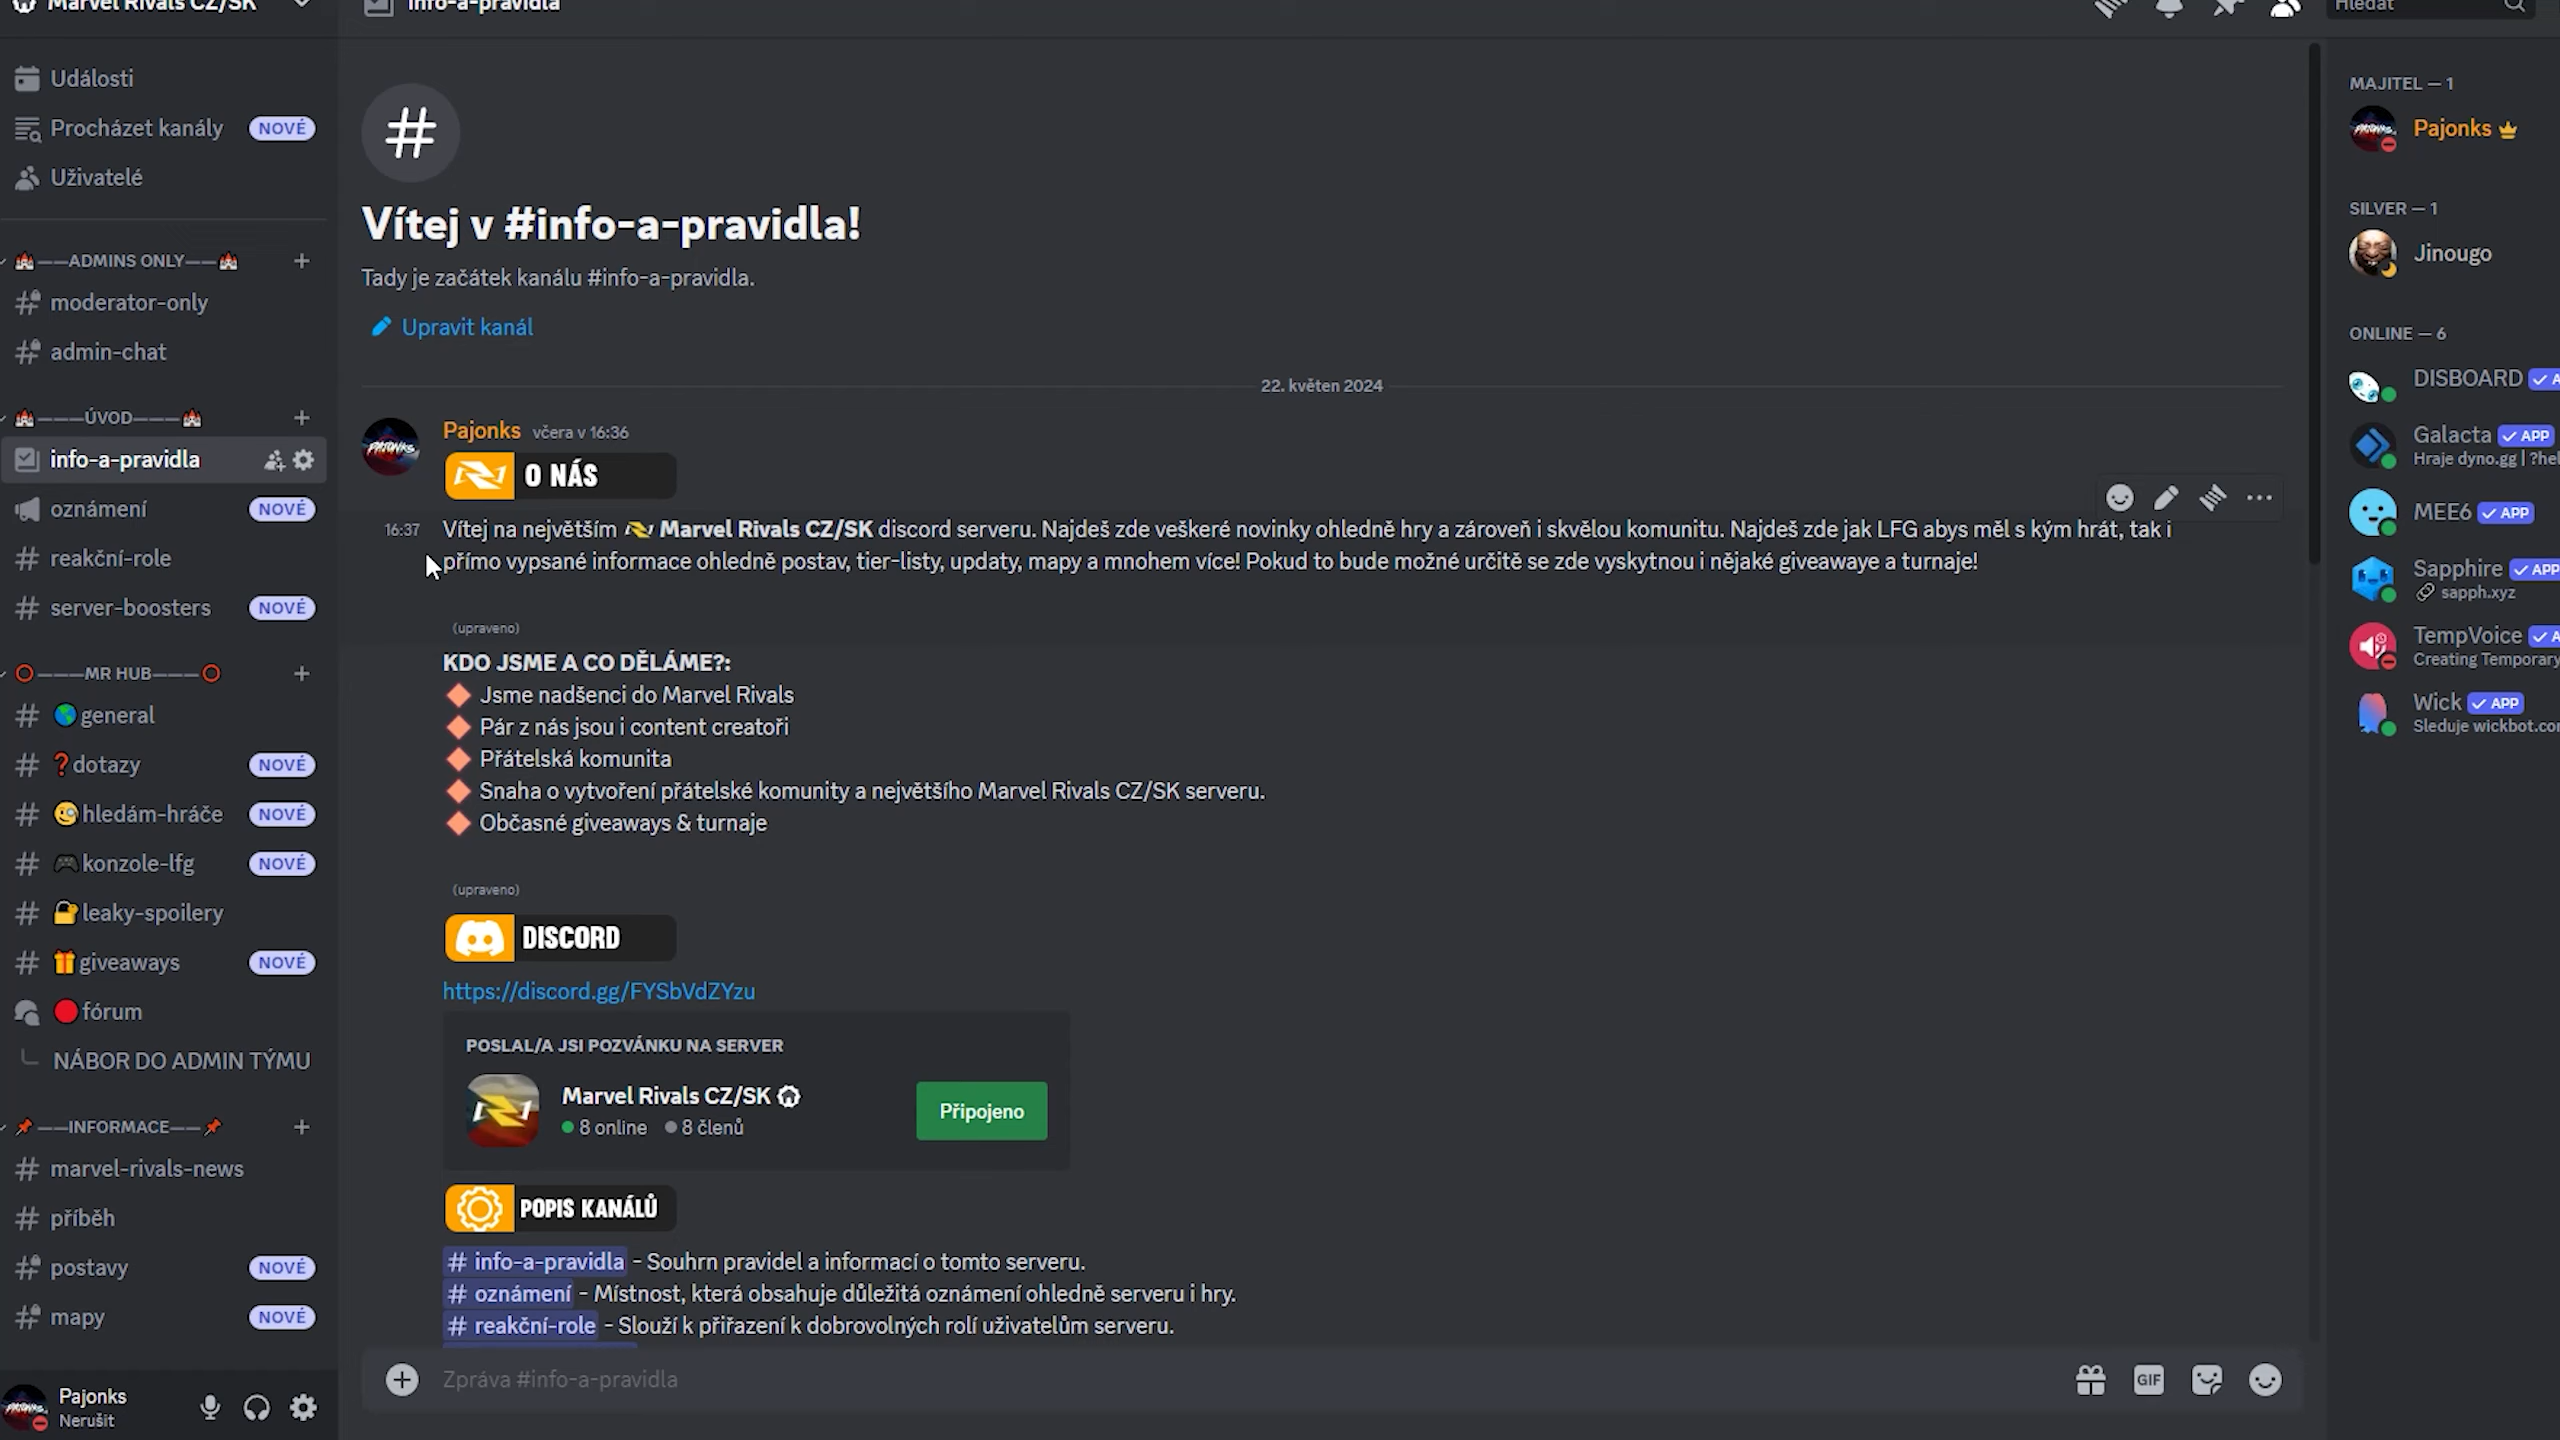 Marvel Rivals CZ/SK
Události
Procházet kanály NOVÉ
Uživatelé
——ADMINS ONLY——
moderator-only
admin-chat
———ÚVOD———
info-a-pravidla
oznámení NOVÉ
reakční-role
server-boosters NOVÉ
———MR HUB———
general
dotazy NOVÉ
hledám-hráče NOVÉ
konzole-lfg NOVÉ
leaky-spoilery
giveaways NOVÉ
fórum
NÁBOR DO ADMIN TÝMU
——INFORMACE——
marvel-rivals-news
příběh
postavy NOVÉ
mapy NOVÉ
Pajonks
Nerušit
info-a-pravidla
Vítej v #info-a-pravidla!
Tady je začátek kanálu #info-a-pravidla.
Upravit kanál
22. květen 2024
Pajonks včera v 16:36
O NÁS
16:37 Vítej na největším Marvel Rivals CZ/SK discord serveru. Najdeš zde veškeré novinky ohledně hry a zároveň i skvělou komunitu. Najdeš zde jak LFG abys měl s kým hrát, tak i
přímo vypsané informace ohledně postav, tier-listy, updaty, mapy a mnohem více! Pokud to bude možné určitě se zde vyskytnou i nějaké giveawaye a turnaje!
(upraveno)
KDO JSME A CO DĚLÁME?:
Jsme nadšenci do Marvel Rivals
Pár z nás jsou i content creatoři
Přátelská komunita
Snaha o vytvoření přátelské komunity a největšího Marvel Rivals CZ/SK serveru.
Občasné giveaways & turnaje
(upraveno)
DISCORD
https://discord.gg/FYSbVdZYzu
POSLAL/A JSI POZVÁNKU NA SERVER
Marvel Rivals CZ/SK
8 online 8 členů
Připojeno
POPIS KANÁLŮ
# info-a-pravidla - Souhrn pravidel a informací o tomto serveru.
# oznámení - Místnost, která obsahuje důležitá oznámení ohledně serveru i hry.
# reakční-role - Slouží k přiřazení k dobrovolných rolí uživatelům serveru.
Zpráva #info-a-pravidla
GIF
Hledat
MAJITEL — 1
Pajonks
SILVER — 1
Jinougo
ONLINE — 6
DISBOARD
Galacta APP
Hraje dyno.gg | ?hel
MEE6 APP
Sapphire APP
sapph.xyz
TempVoice
Creating Temporary
Wick APP
Sleduje wickbot.co